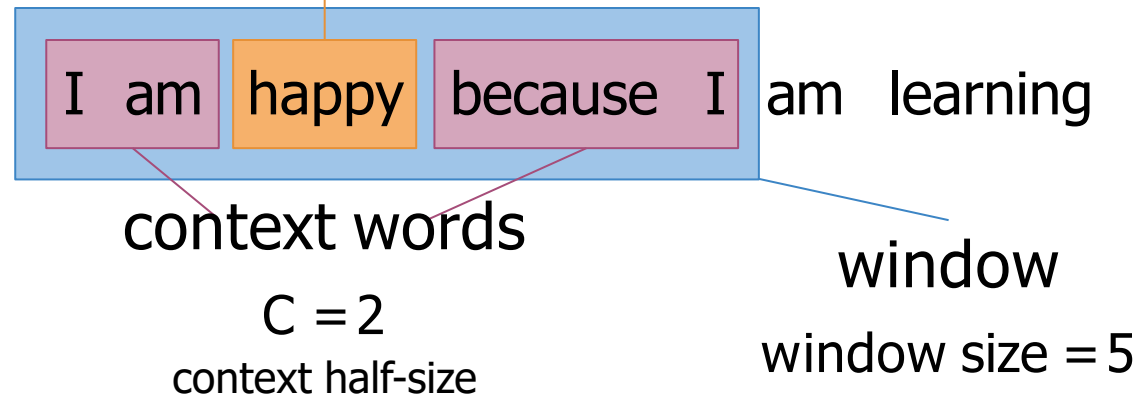 I am happy because I am learning
context words
window
C = 2
window size = 5
context half-size